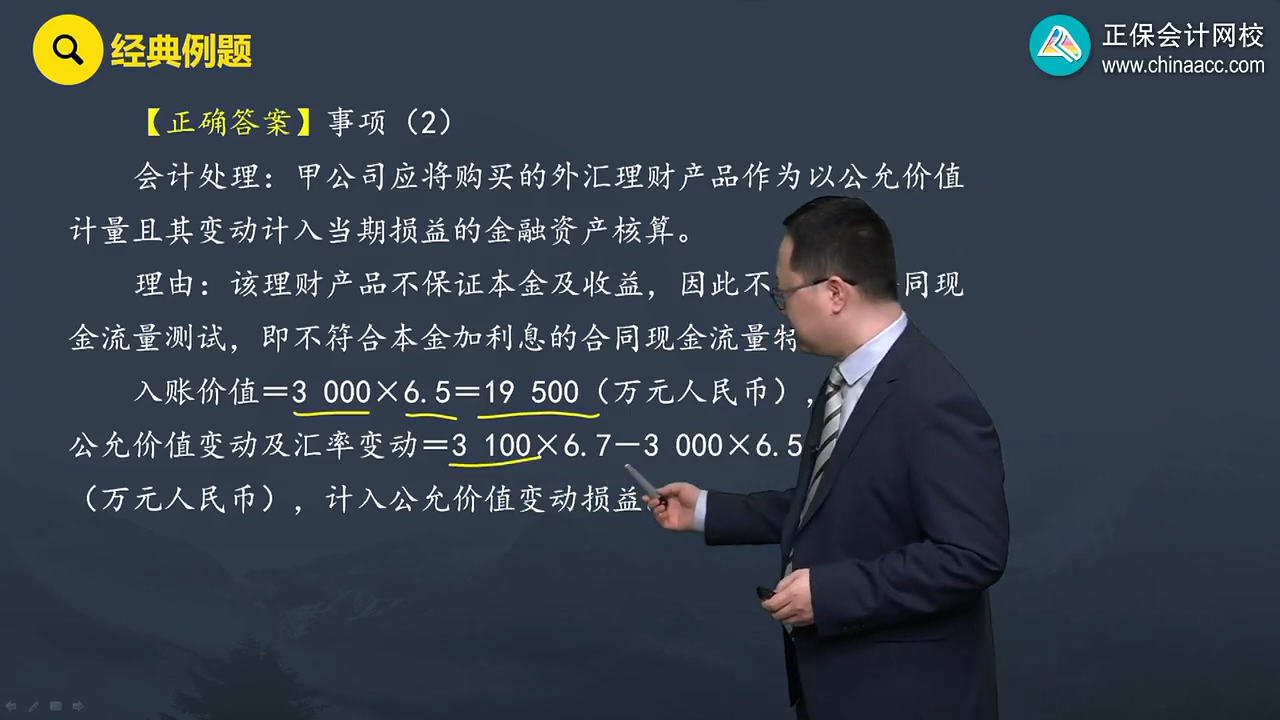 经典例题
正保会计网校
www.chinaacc.com
【正确答案】事项（2）
会计处理：甲公司应将购买的外汇理财产品作为以公允价值
计量且其变动计入当期损益的金融资产核算。
理由：该理财产品不保证本金及收益，因此不 同现
金流量测试，即不符合本金加利息的合同现金流量特
入账价值＝3 000×6.5＝19 500（万元人民币），
公允价值变动及汇率变动＝3 100×6.7－3 000×6.5
（万元人民币），计入公允价值变动损益